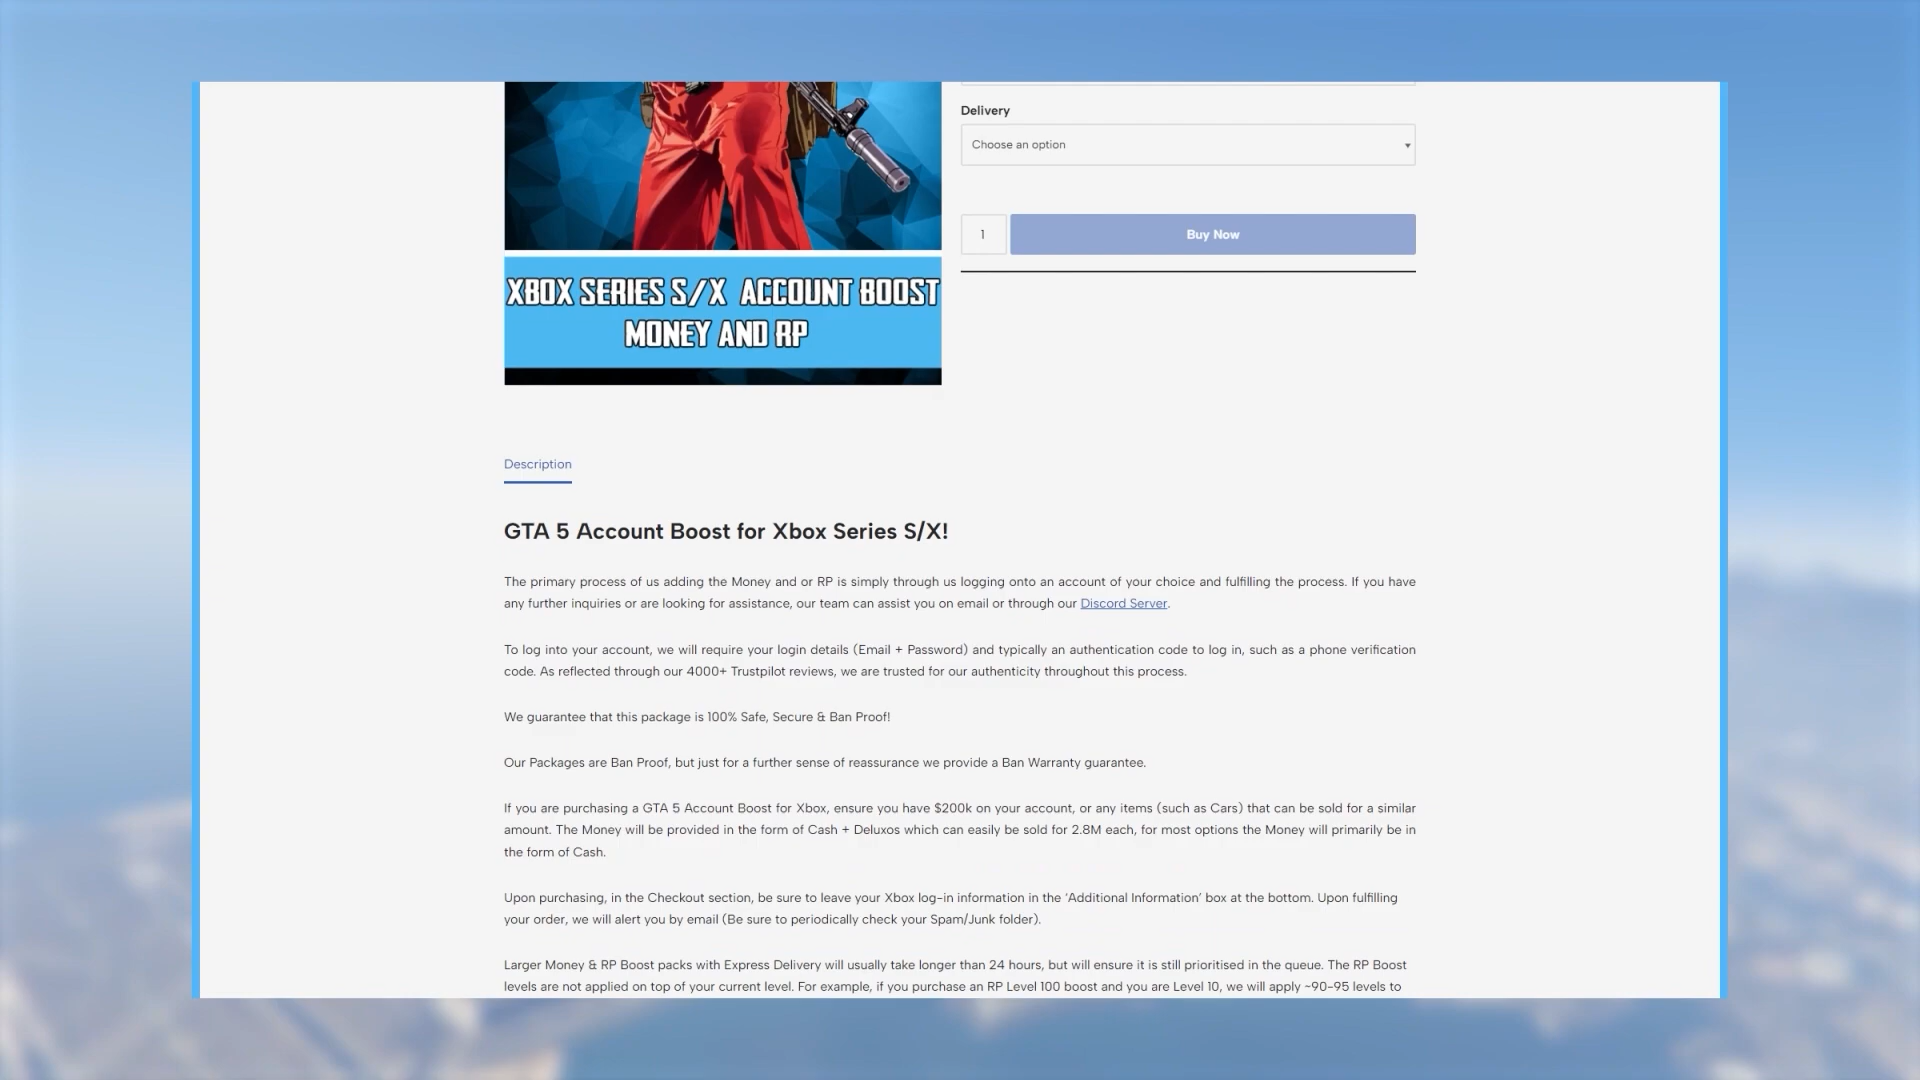 Delivery
Choose an option
1
Buy Now
XBOX SERIES S/X ACCOUNT BOOST
MONEY AND RP
Description
GTA 5 Account Boost for Xbox Series S/X!
The primary process of us adding the Money and or RP is simply through us logging onto an account of your choice and fulfilling the process. If you have
any further inquiries or are looking for assistance, our team can assist you on email or through our Discord Server.
To log into your account, we will require your login details (Email + Password) and typically an authentication code to log in, such as a phone verification
code. As reflected through our 4000+ Trustpilot reviews, we are trusted for our authenticity throughout this process.
We guarantee that this package is 100% Safe, Secure & Ban Proof!
Our Packages are Ban Proof, but just for a further sense of reassurance we provide a Ban Warranty guarantee.
If you are purchasing a GTA 5 Account Boost for Xbox, ensure you have $200k on your account, or any items (such as Cars) that can be sold for a similar
amount. The Money will be provided in the form of Cash + Deluxos which can easily be sold for 2.8M each, for most options the Money will primarily be in
the form of Cash.
Upon purchasing, in the Checkout section, be sure to leave your Xbox log-in information in the ‘Additional Information’ box at the bottom. Upon fulfilling
your order, we will alert you by email (Be sure to periodically check your Spam/Junk folder).
Larger Money & RP Boost packs with Express Delivery will usually take longer than 24 hours, but will ensure it is still prioritised in the queue. The RP Boost
levels are not applied on top of your current level. For example, if you purchase an RP Level 100 boost and you are Level 10, we will apply ~90-95 levels to